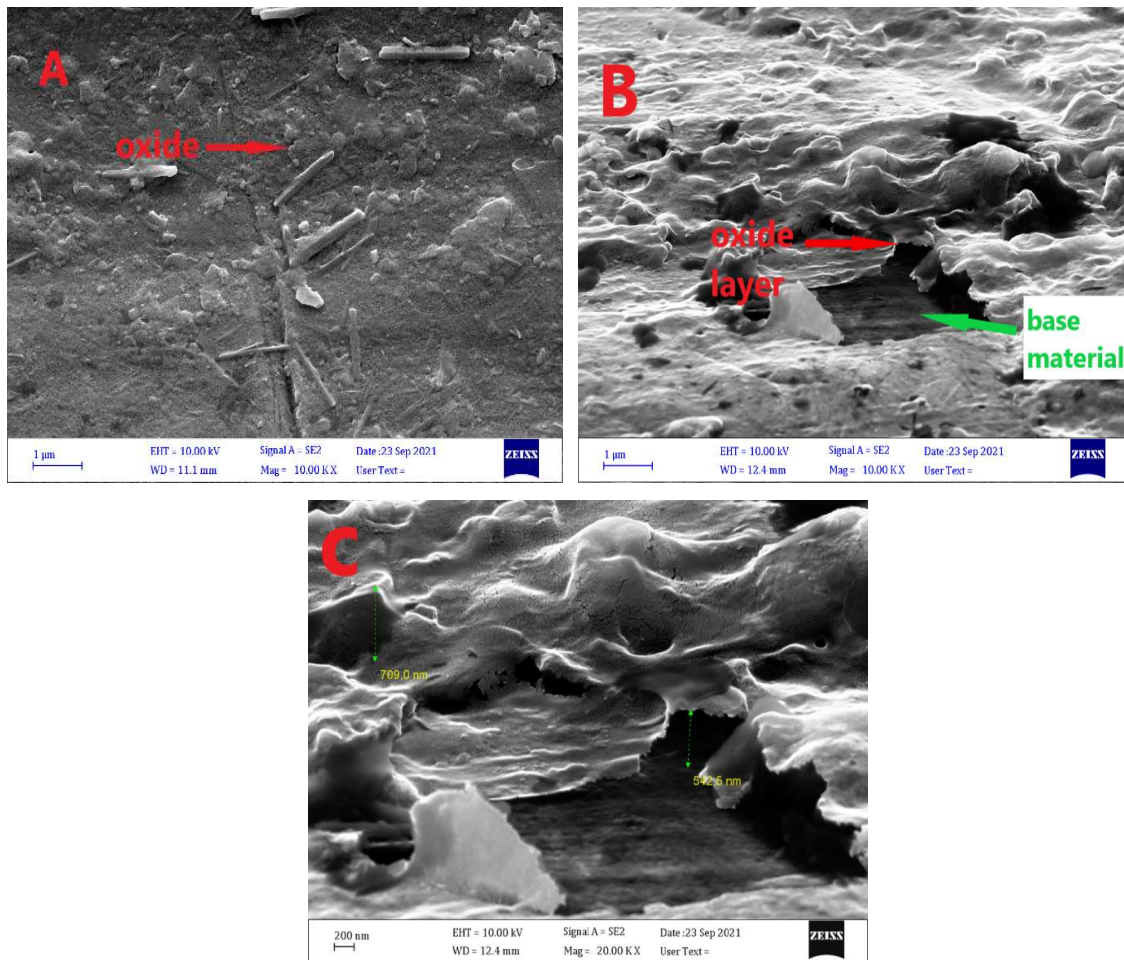 A
oxide
1 µm
EHT = 10.00 kV
WD = 11.1 mm
Signal A = SE2
Mag = 10.00 K X
Date :23 Sep 2021
User Text =
ZEISS
B
oxide
layer
base
material
1 µm
EHT = 10.00 kV
WD = 12.4 mm
Signal A = SE2
Mag = 10.00 K X
Date :23 Sep 2021
User Text =
ZEISS
C
709.0 nm
542.5 nm
200 nm
EHT = 10.00 kV
WD = 12.4 mm
Signal A = SE2
Mag = 20.00 K X
Date :23 Sep 2021
User Text =
ZEISS